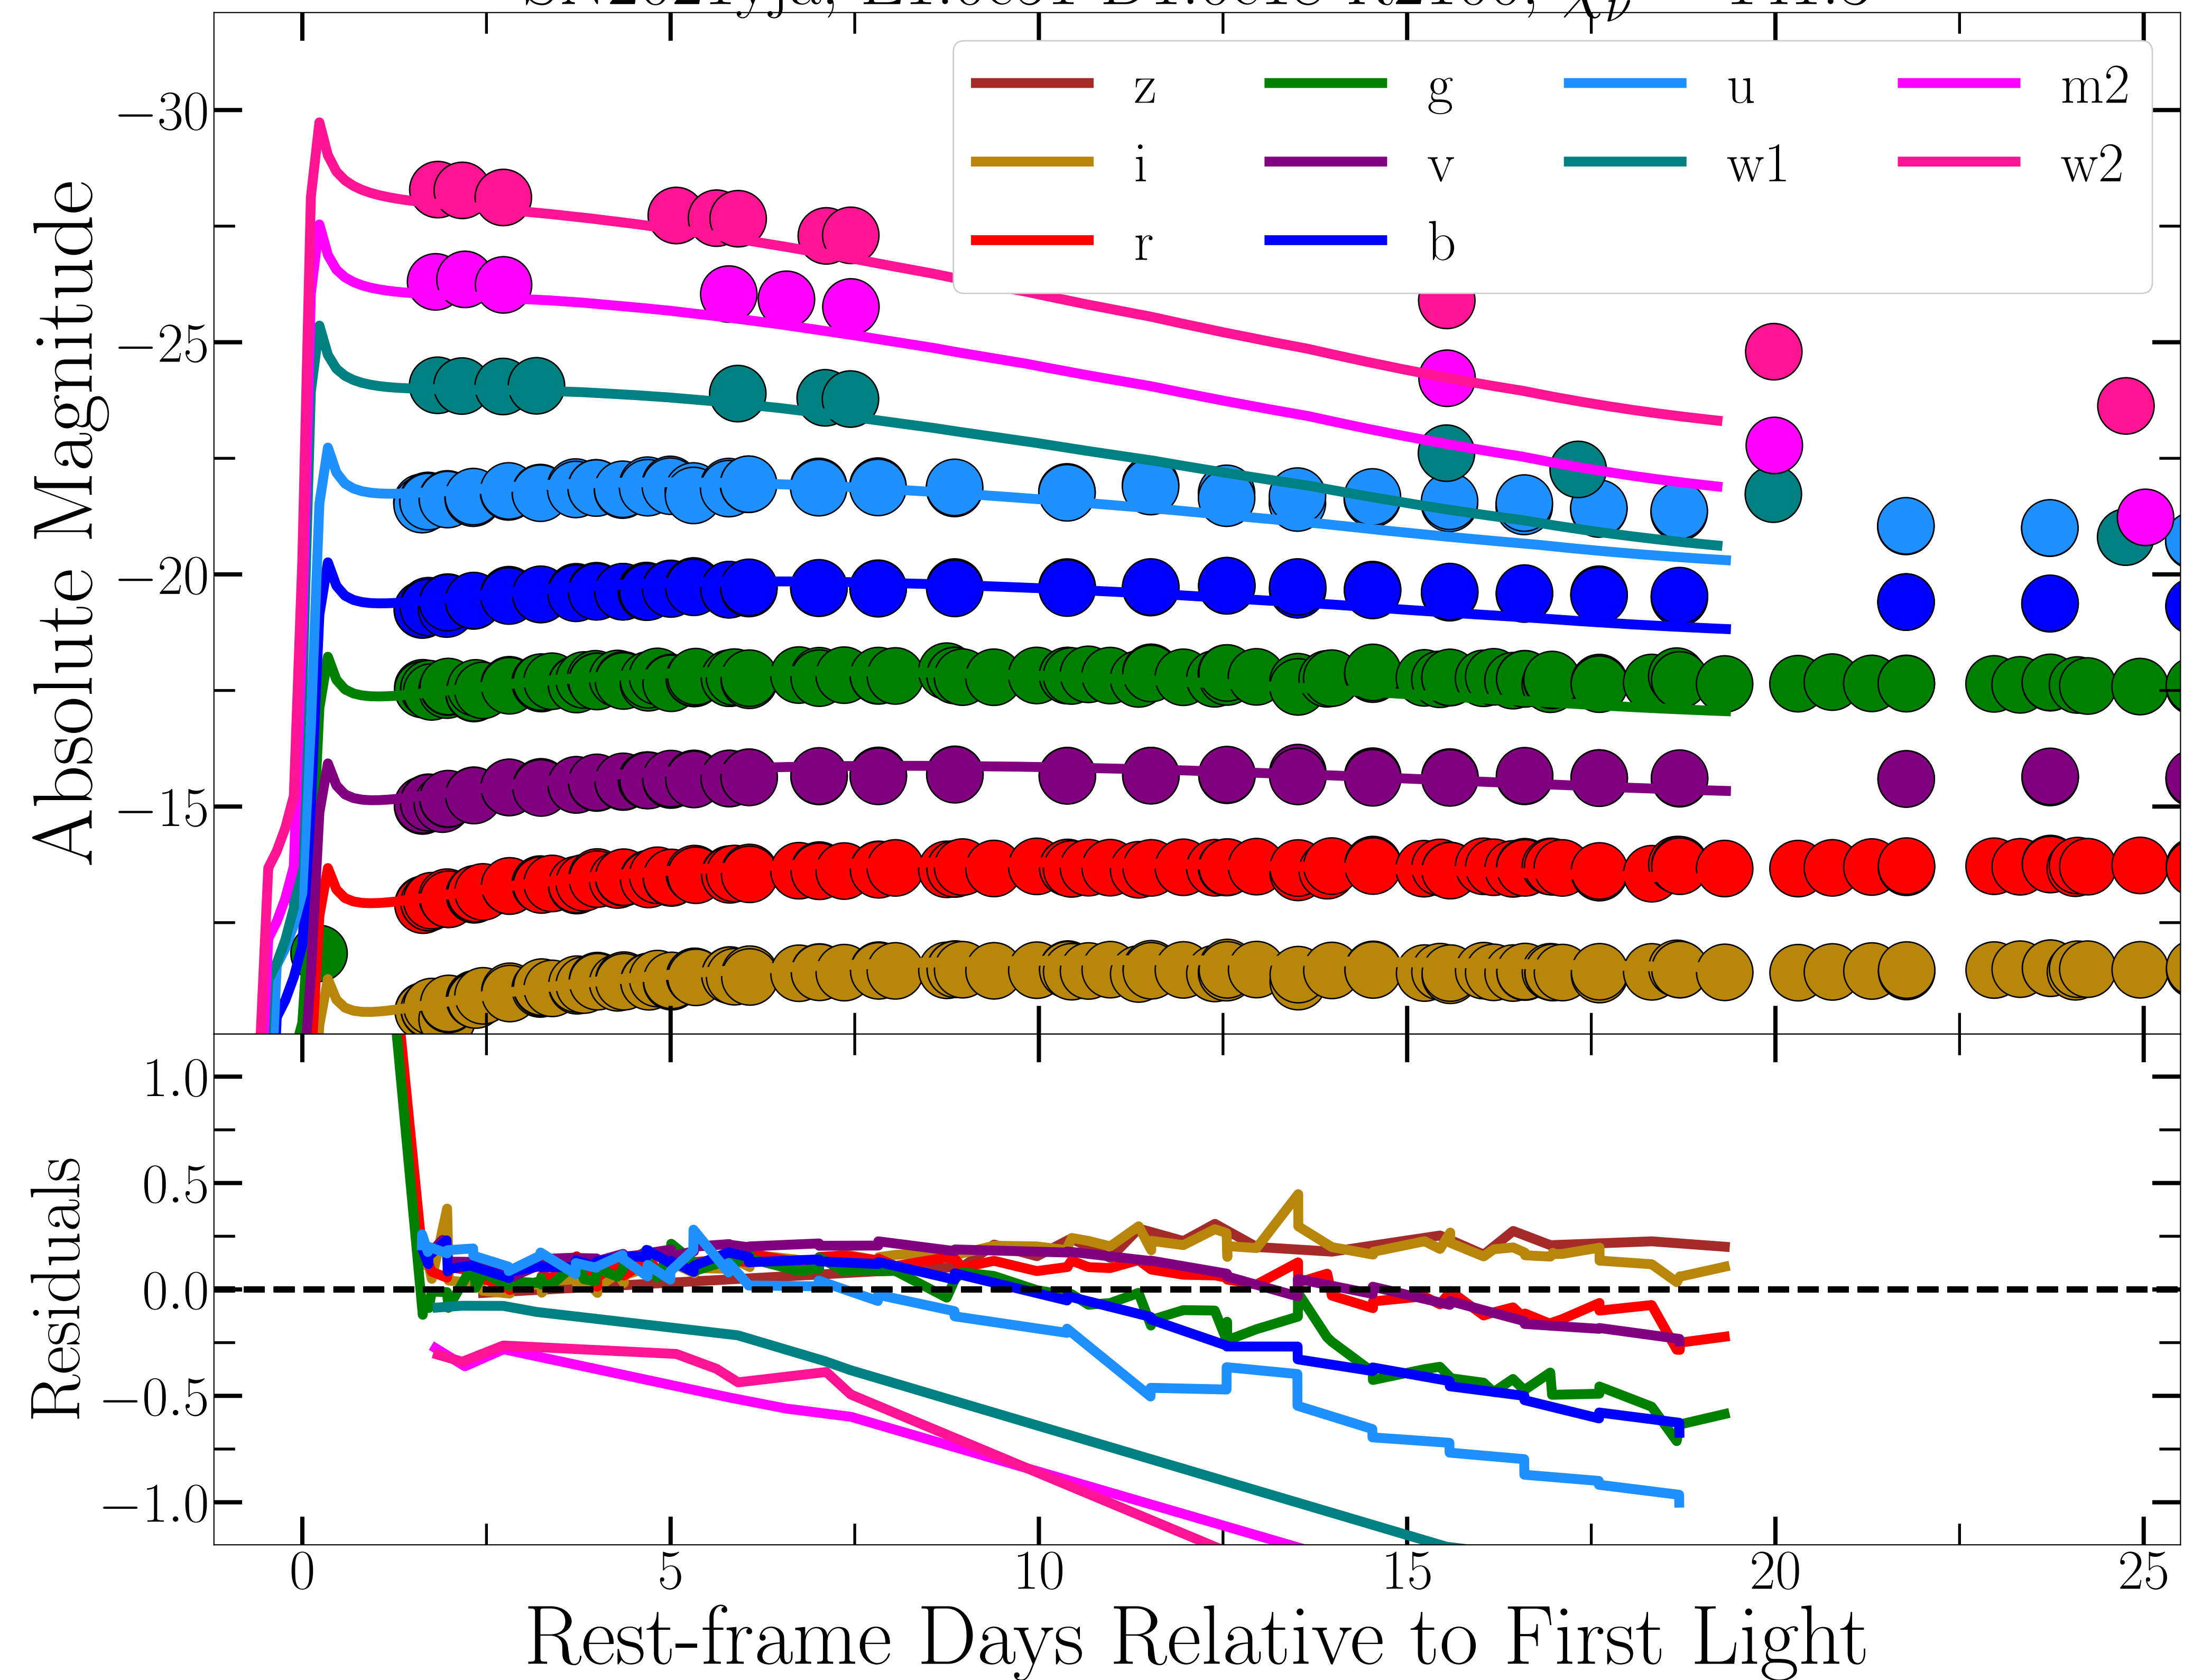 Absolute Magnitude
−30
−25
−20
−15
z g u m2
i v w1 w2
r b
Residuals
1.0
0.5
0.0
−0.5
−1.0
0 5 10 15 20 25
Rest-frame Days Relative to First Light